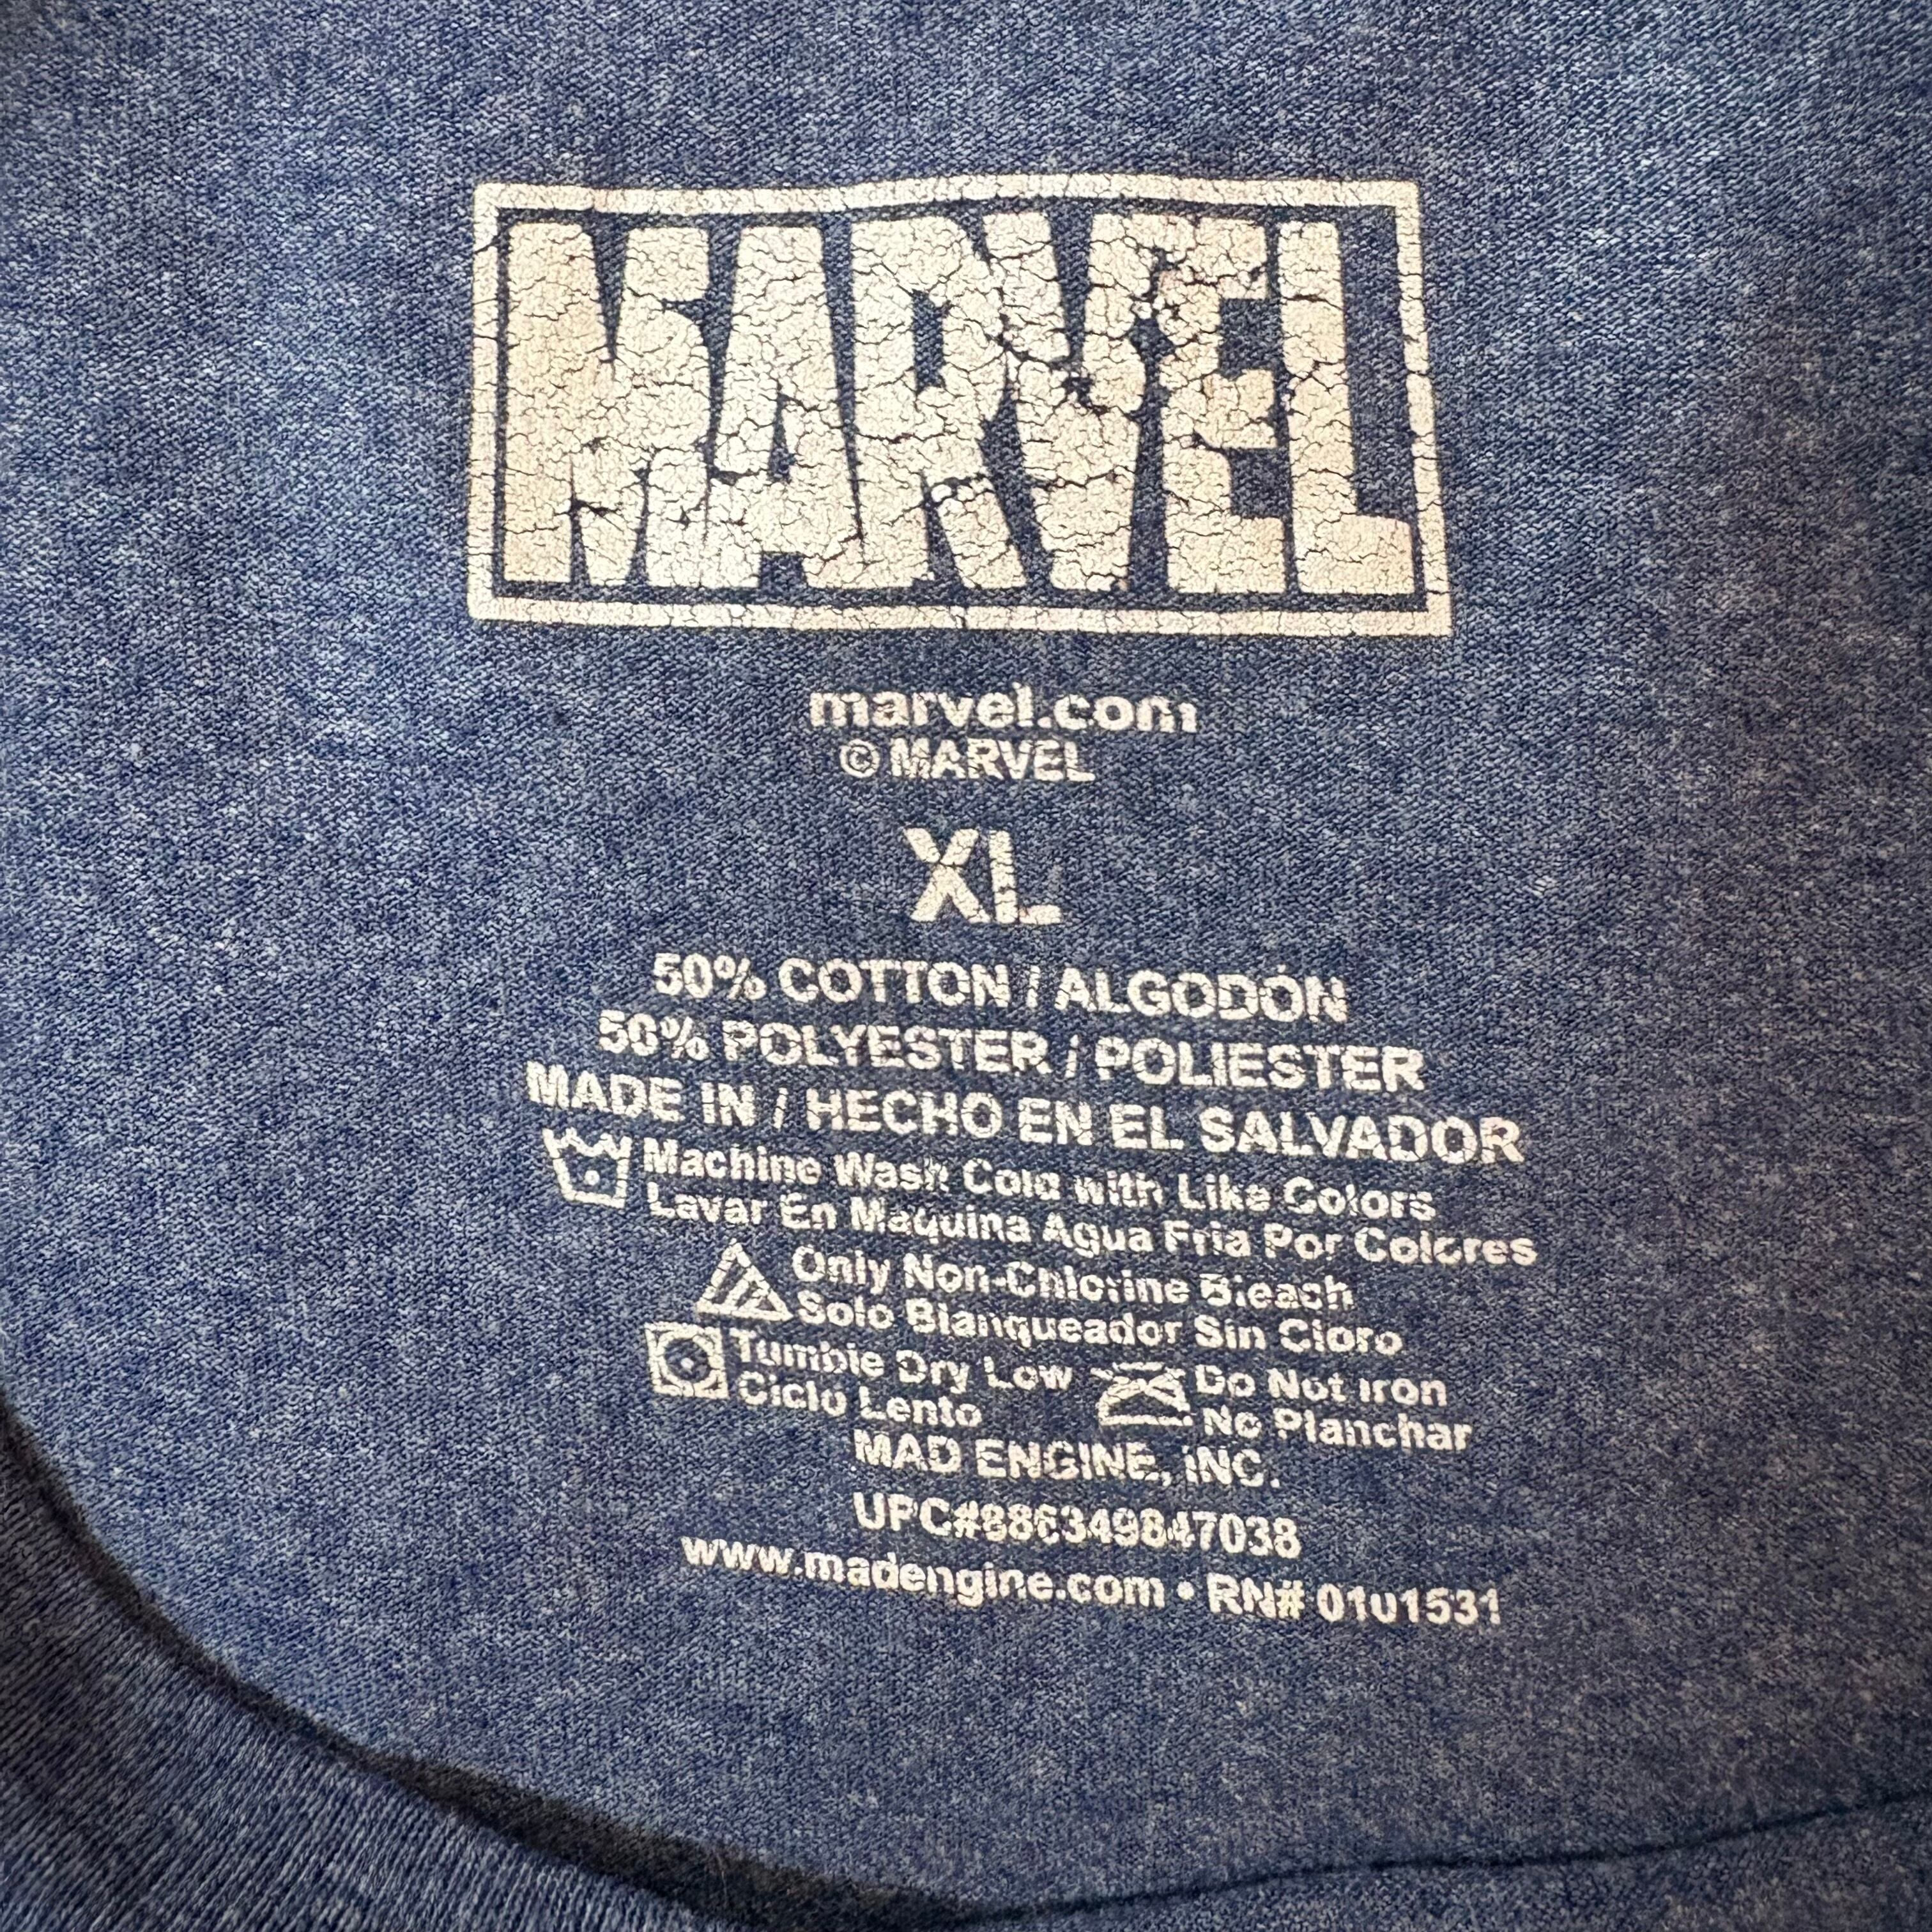 MARVEL
marvel.com
© MARVEL
XL
50% COTTON / ALGODÓN
50% POLYESTER / POLIESTER
MADE IN / HECHO EN EL SALVADOR
Machine Wash Cold with Like Colors
Lavar En Maquina Agua Fria Por Colores
Only Non-Chlorine Bleach
Solo Blanqueador Sin Cloro
Tumble Dry Low Do Not Iron
Ciclo Lento No Planchar
MAD ENGINE, INC.
UPC#886349847038
www.madengine.com • RN# 0101531